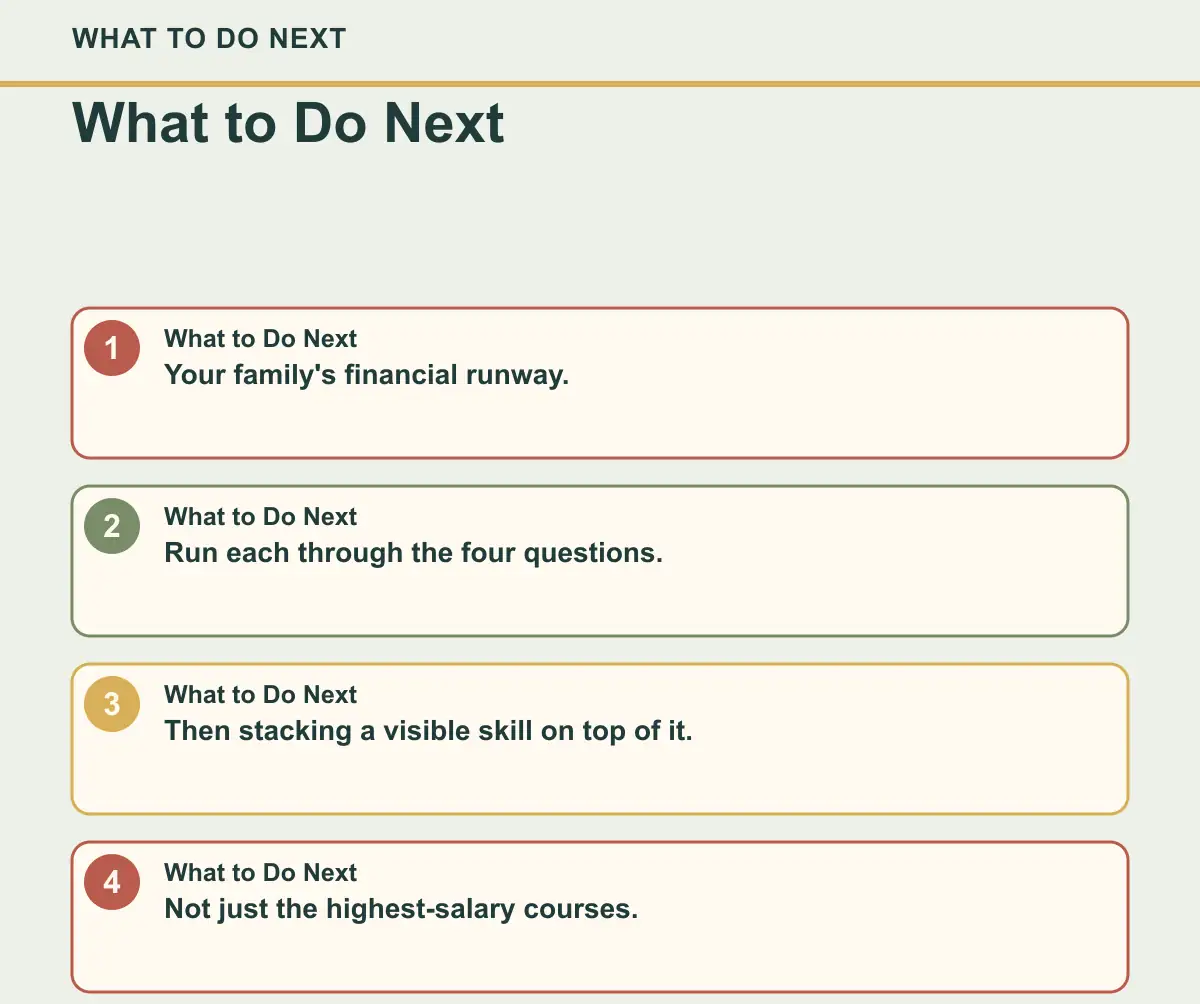 WHAT TO DO NEXT
What to Do Next
1
What to Do Next
Your family's financial runway.
2
What to Do Next
Run each through the four questions.
3
What to Do Next
Then stacking a visible skill on top of it.
4
What to Do Next
Not just the highest-salary courses.